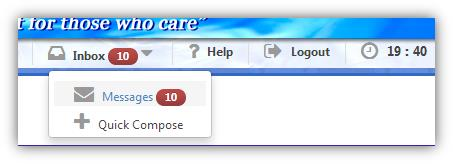 t for those who care"
Inbox 10 ? Help Logout 19 : 40
Messages 10
Quick Compose